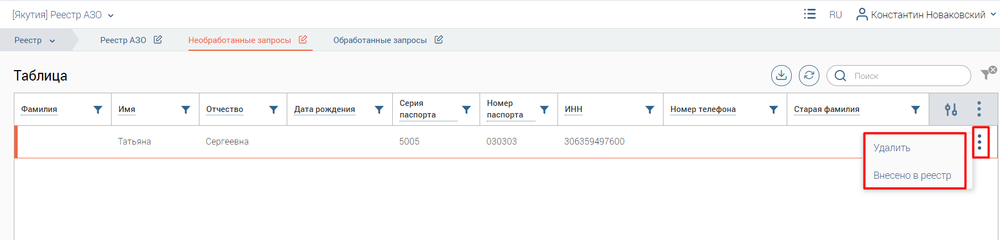 [Якутия] Реестр АЗО
RU
Константин Новаковский
Реестр
Реестр АЗО
Необработанные запросы
Обработанные запросы
Таблица
Поиск
Фамилия
Имя
Отчество
Дата рождения
Серия
паспорта
Номер
паспорта
ИНН
Номер телефона
Старая фамилия
Татьяна
Сергеевна
5005
030303
306359497600
Удалить
Внесено в реестр